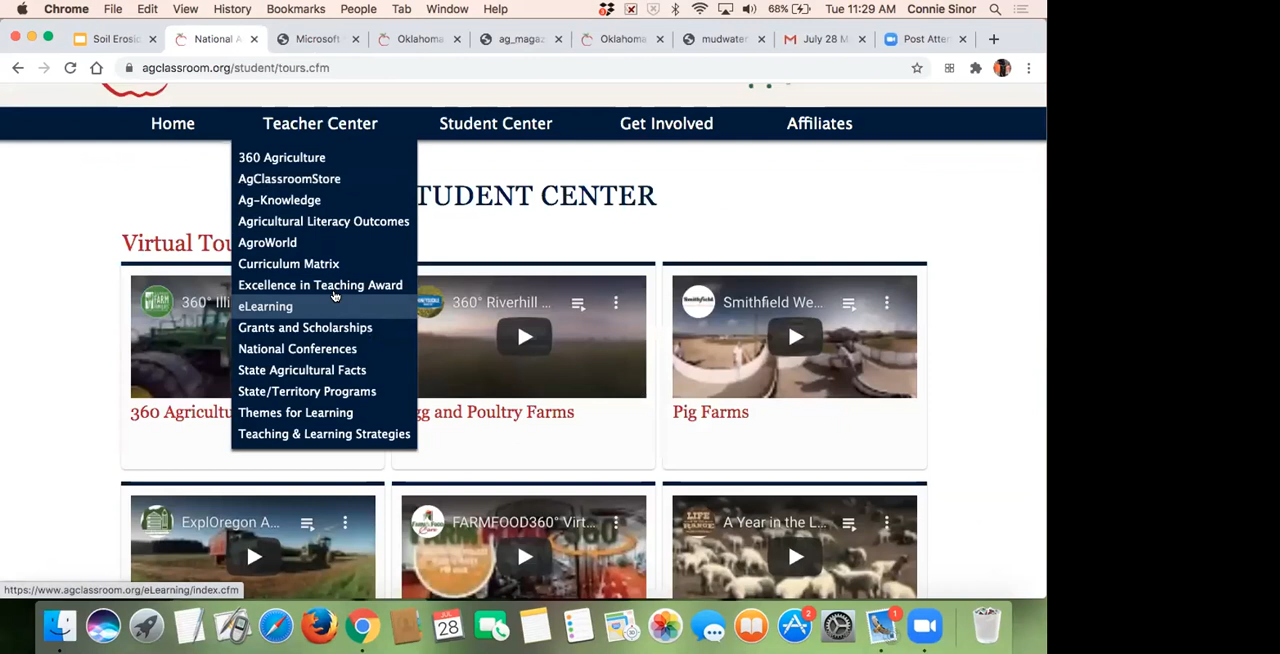 Chrome File Edit View History Bookmarks People Tab Window Help 68% Tue 11:29 AM Connie Sinor
Soil Erosic × National A × Microsoft × Oklahoma × ag_magaz × Oklahoma × mudwater × July 28 M × Post Atter ×
agclassroom.org/student/tours.cfm
Home Teacher Center Student Center Get Involved Affiliates
360 Agriculture
AgClassroomStore
Ag-Knowledge
Agricultural Literacy Outcomes
AgroWorld
Curriculum Matrix
Excellence in Teaching Award
eLearning
Grants and Scholarships
National Conferences
State Agricultural Facts
State/Territory Programs
Themes for Learning
Teaching & Learning Strategies
TUDENT CENTER
Virtual Tou
360° Illi 360° Riverhill ... Smithfield We...
360 Agricultu gg and Poultry Farms Pig Farms
ExplOregon A... FARMFOOD360° Virt... A Year in the L...
https://www.agclassroom.org/eLearning/index.cfm
JUL
28
2
1